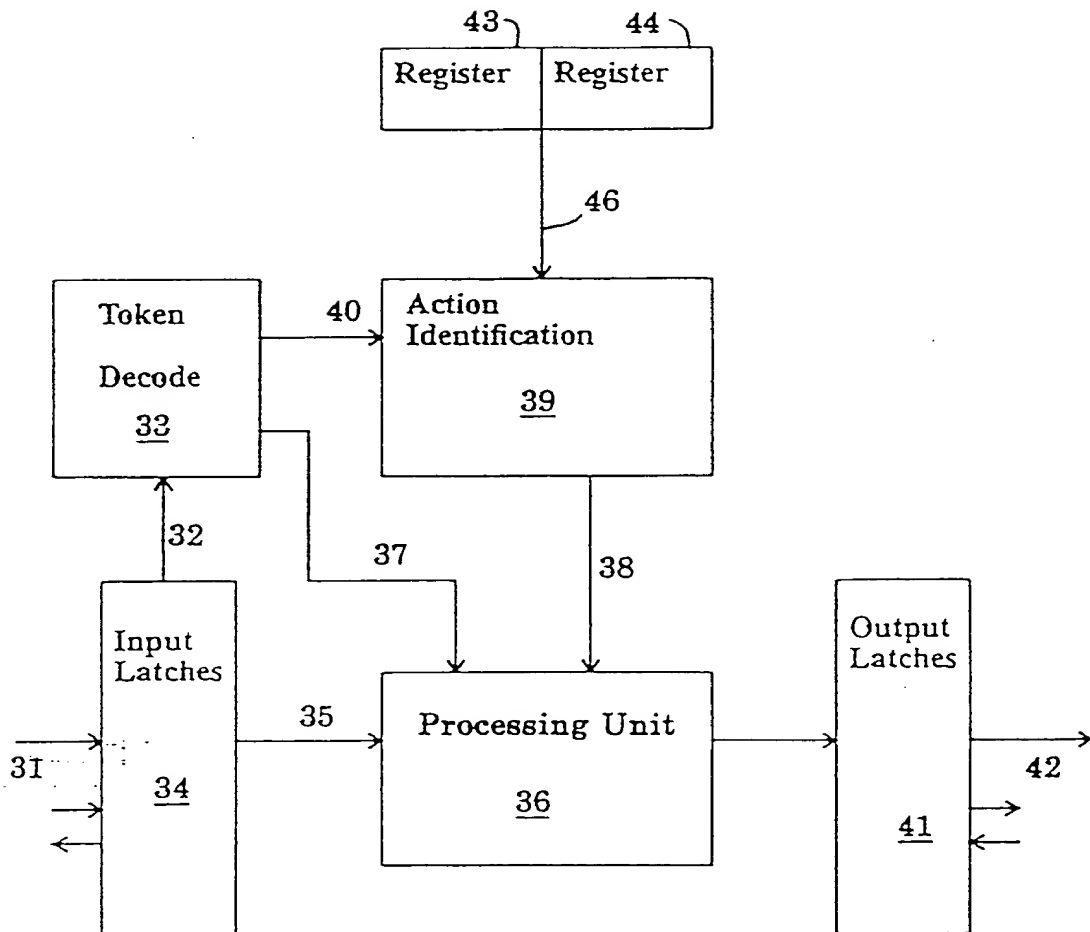 43
44
Register
Register
46
Token
Decode
33
40
Action
Identification
39
32
37
38
Input
Latches
34
31
35
Processing Unit
36
Output
Latches
41
42